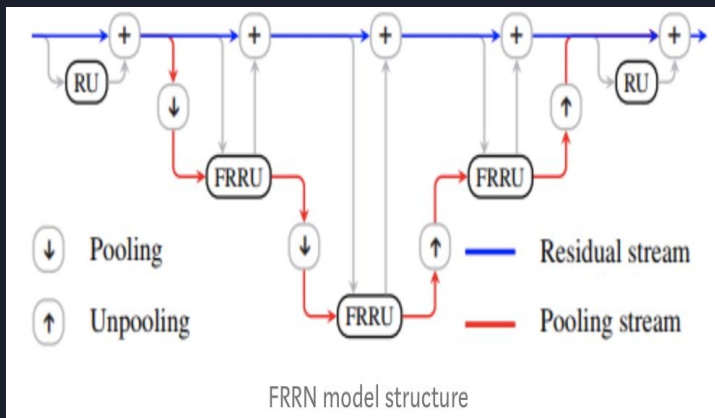 + + + + +
RU RU
↓ ↑
FRRU FRRU
↓ Pooling ↓ ↑ Residual stream
↑ Unpooling FRRU Pooling stream
FRRN model structure